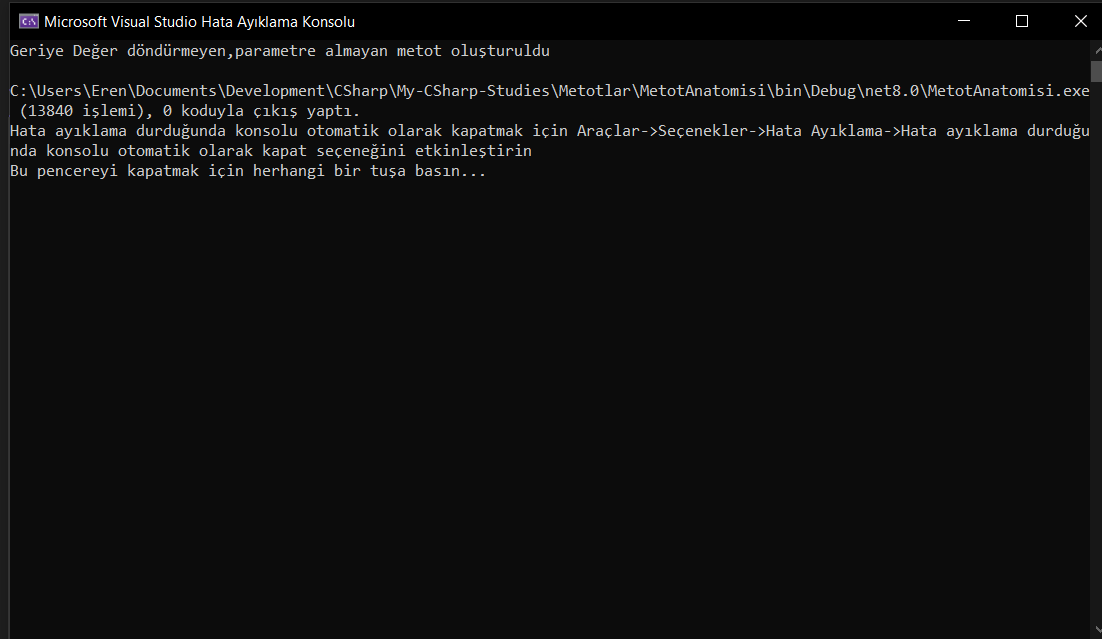 Microsoft Visual Studio Hata Ayıklama Konsolu
Geriye Değer döndürmeyen,parametre almayan metot oluşturuldu
C:\Users\Eren\Documents\Development\CSharp\My-CSharp-Studies\Metotlar\MetotAnatomisi\bin\Debug\net8.0\MetotAnatomisi.exe
(13840 işlemi), 0 koduyla çıkış yaptı.
Hata ayıklama durduğunda konsolu otomatik olarak kapatmak için Araçlar->Seçenekler->Hata Ayıklama->Hata ayıklama durduğu
nda konsolu otomatik olarak kapat seçeneğini etkinleştirin
Bu pencereyi kapatmak için herhangi bir tuşa basın...